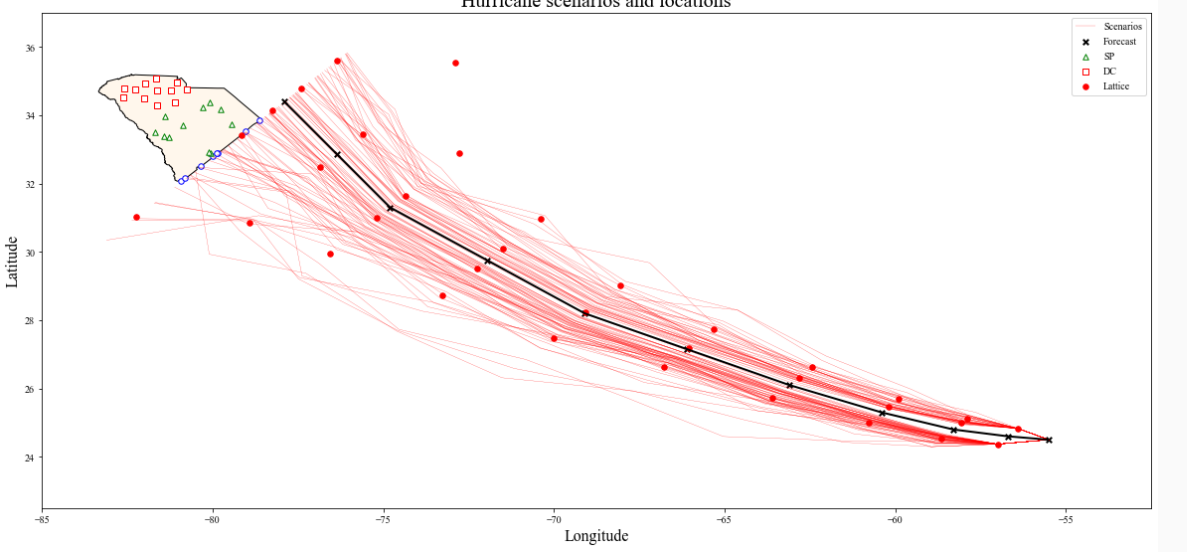 Hurricane scenarios and locations
Scenarios
Forecast
SP
DC
Lattice
36
34
32
30
28
26
24
Latitude
−85
−80
−75
−70
−65
−60
−55
Longitude